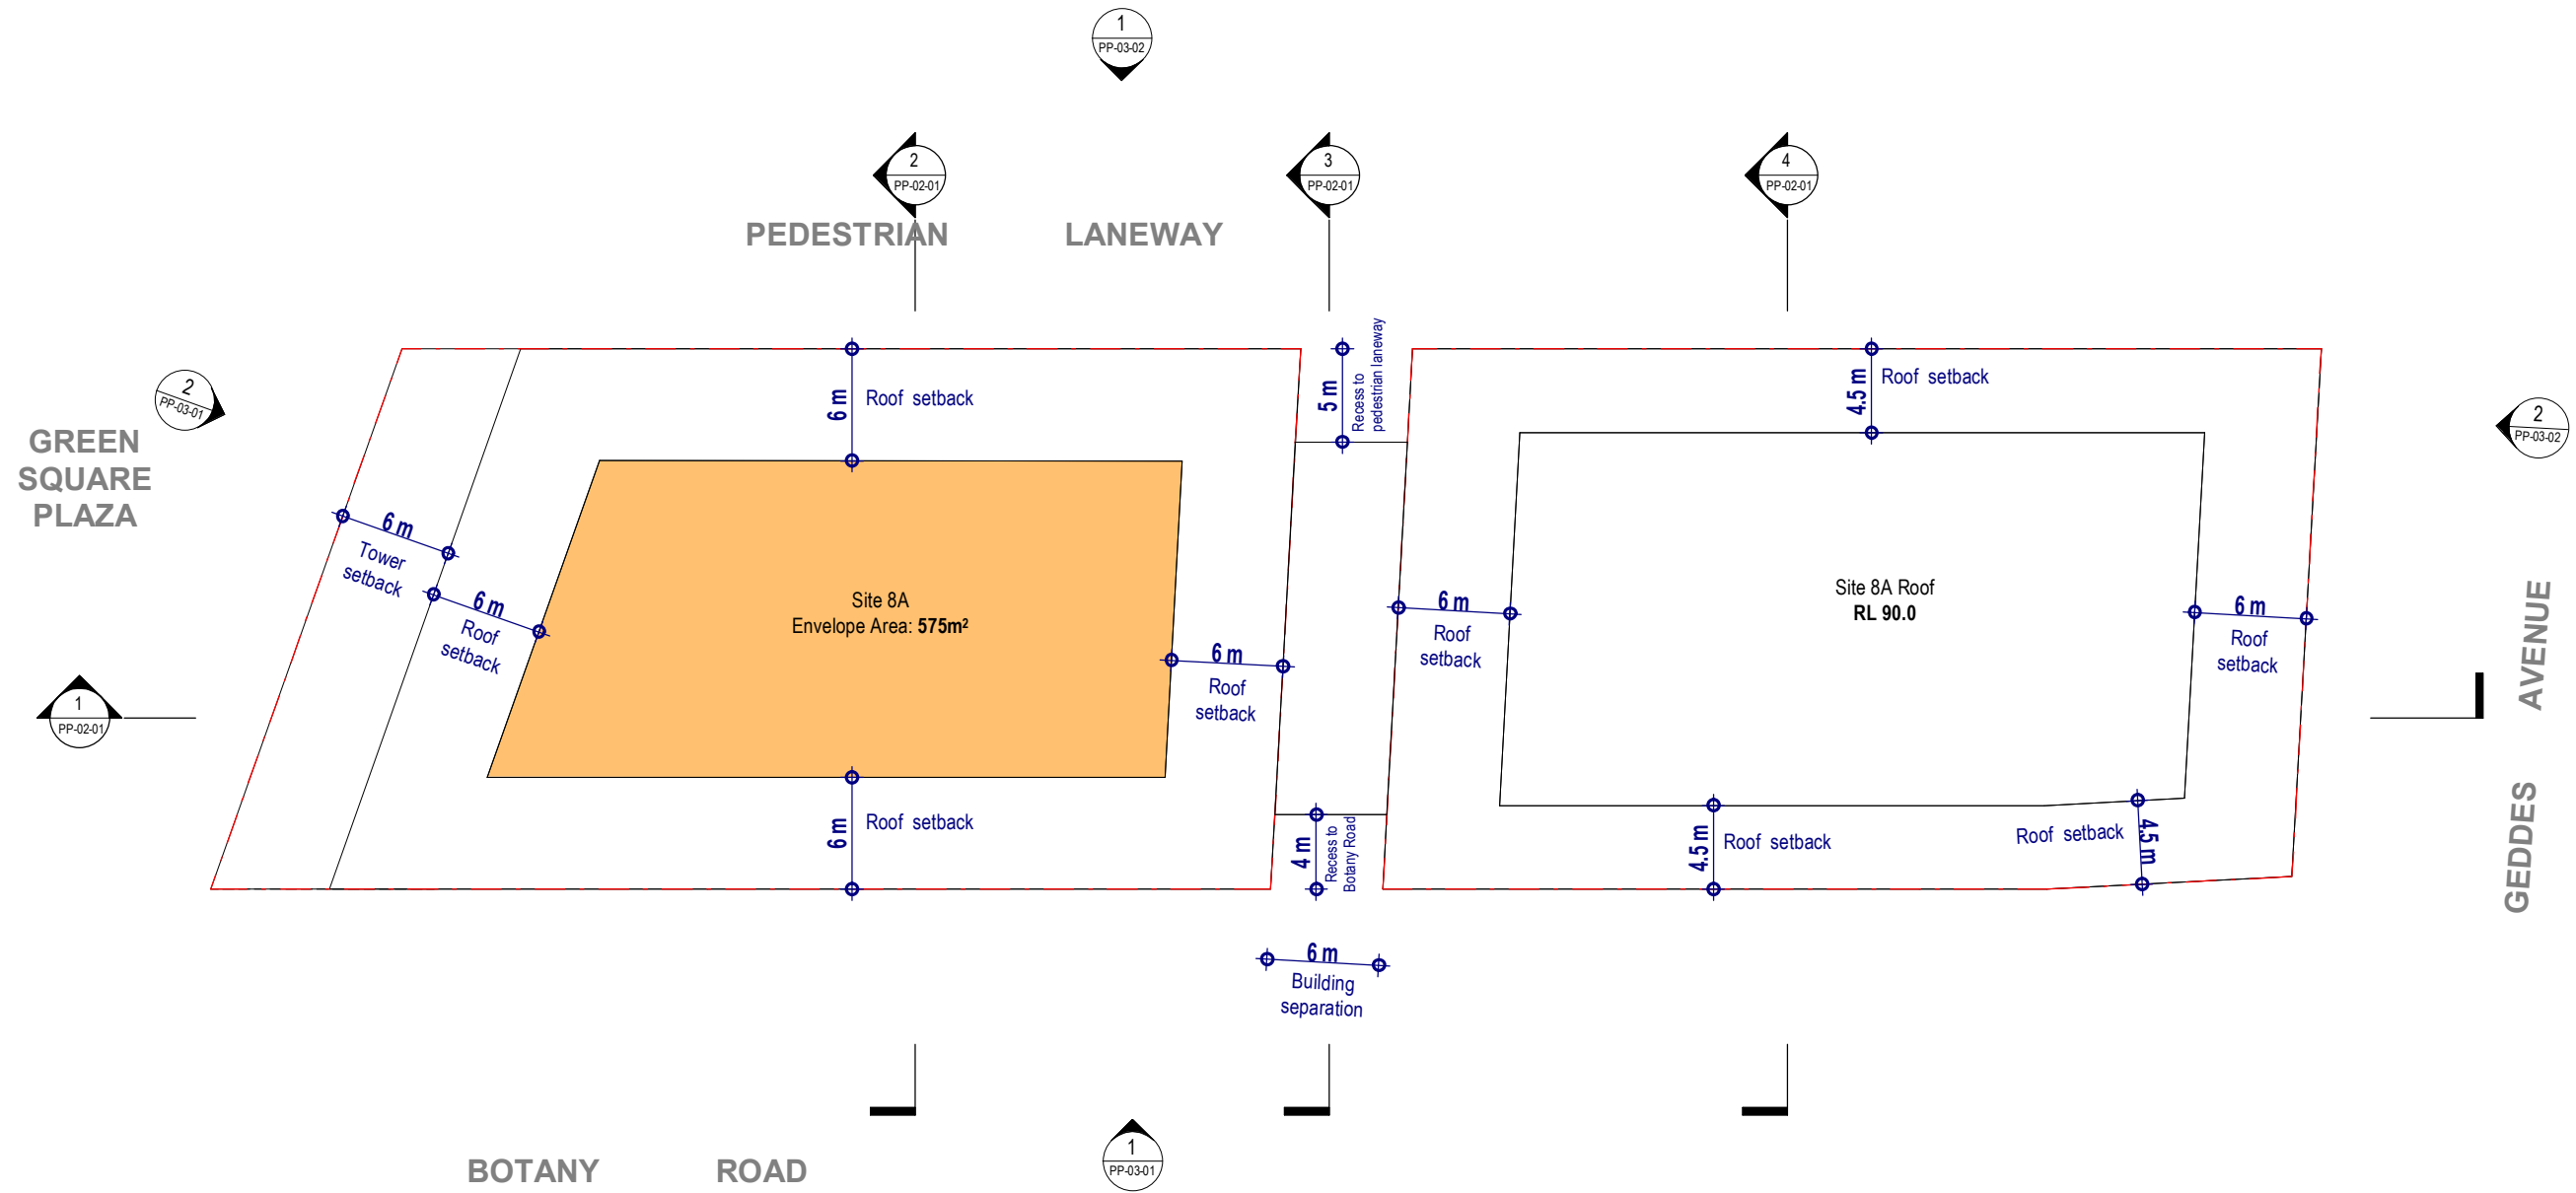 1
PP-03-02
2
PP-02-01
3
PP-02-01
4
PP-02-01
PEDESTRIAN LANEWAY
2
PP-03-01
GREEN
SQUARE
PLAZA
6 m
Roof setback
5 m
Recess to
pedestrian laneway
4.5 m
Roof setback
2
PP-03-02
6 m
Tower
setback
6 m
Roof
setback
Site 8A
Envelope Area: 575m²
6 m
Roof
setback
6 m
Roof
setback
Site 8A Roof
RL 90.0
6 m
Roof
setback
GEDDES AVENUE
1
PP-02-01
6 m
Roof setback
4 m
Recess to
Botany Road
4.5 m
Roof setback
Roof setback
4.5 m
6 m
Building
separation
BOTANY ROAD
1
PP-03-01